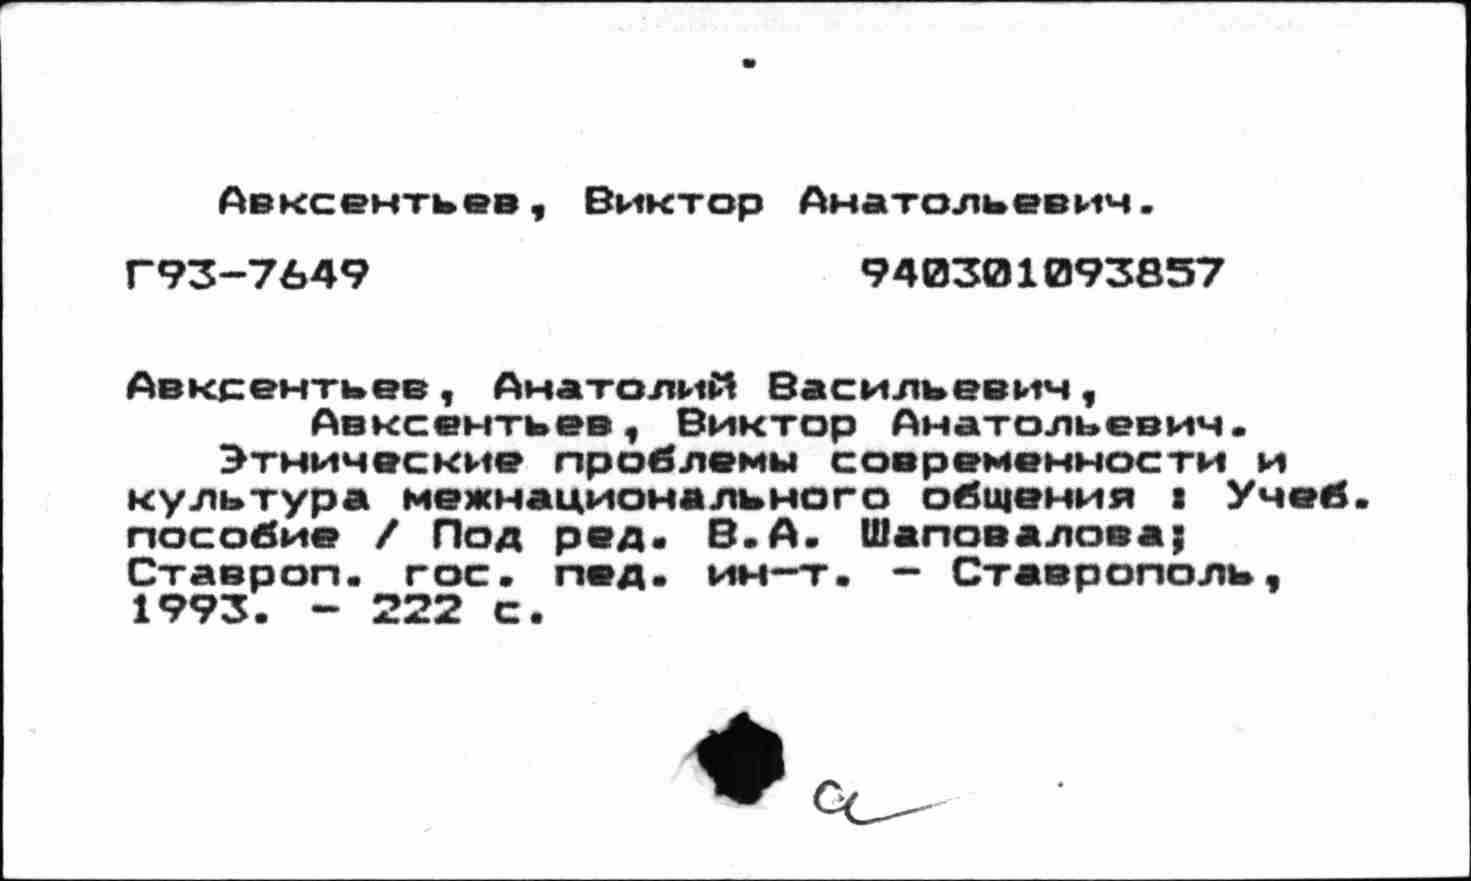 Авксентьев, Виктор Анатольевич.
Г93-7649 940301093857
Авксентьев, Анатолий Васильевич,
Авксентьев, Виктор Анатольевич.
Этнические проблемы современности и
культура межнационального общения : Учеб.
пособие / Под ред. В.А. Шаповалова;
Ставроп. гос. пед. ин-т. - Ставрополь,
1993. - 222 с.
а